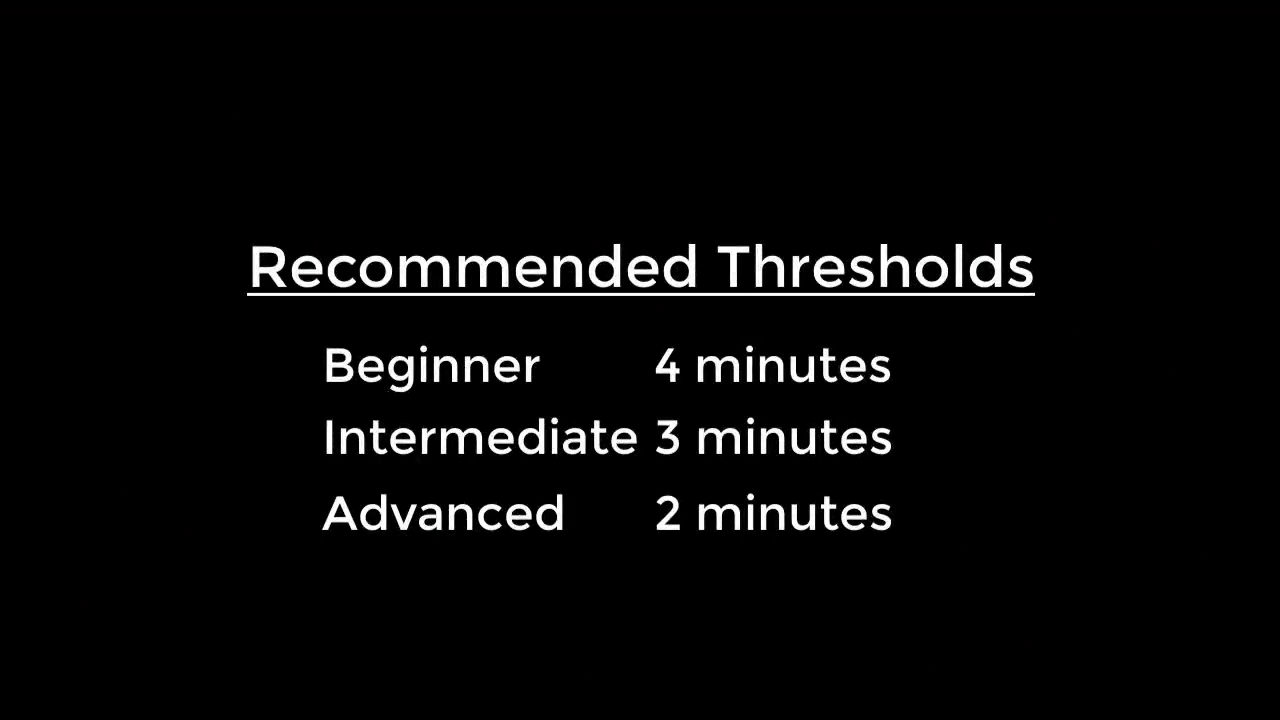 Recommended Thresholds
Beginner 4 minutes
Intermediate 3 minutes
Advanced 2 minutes